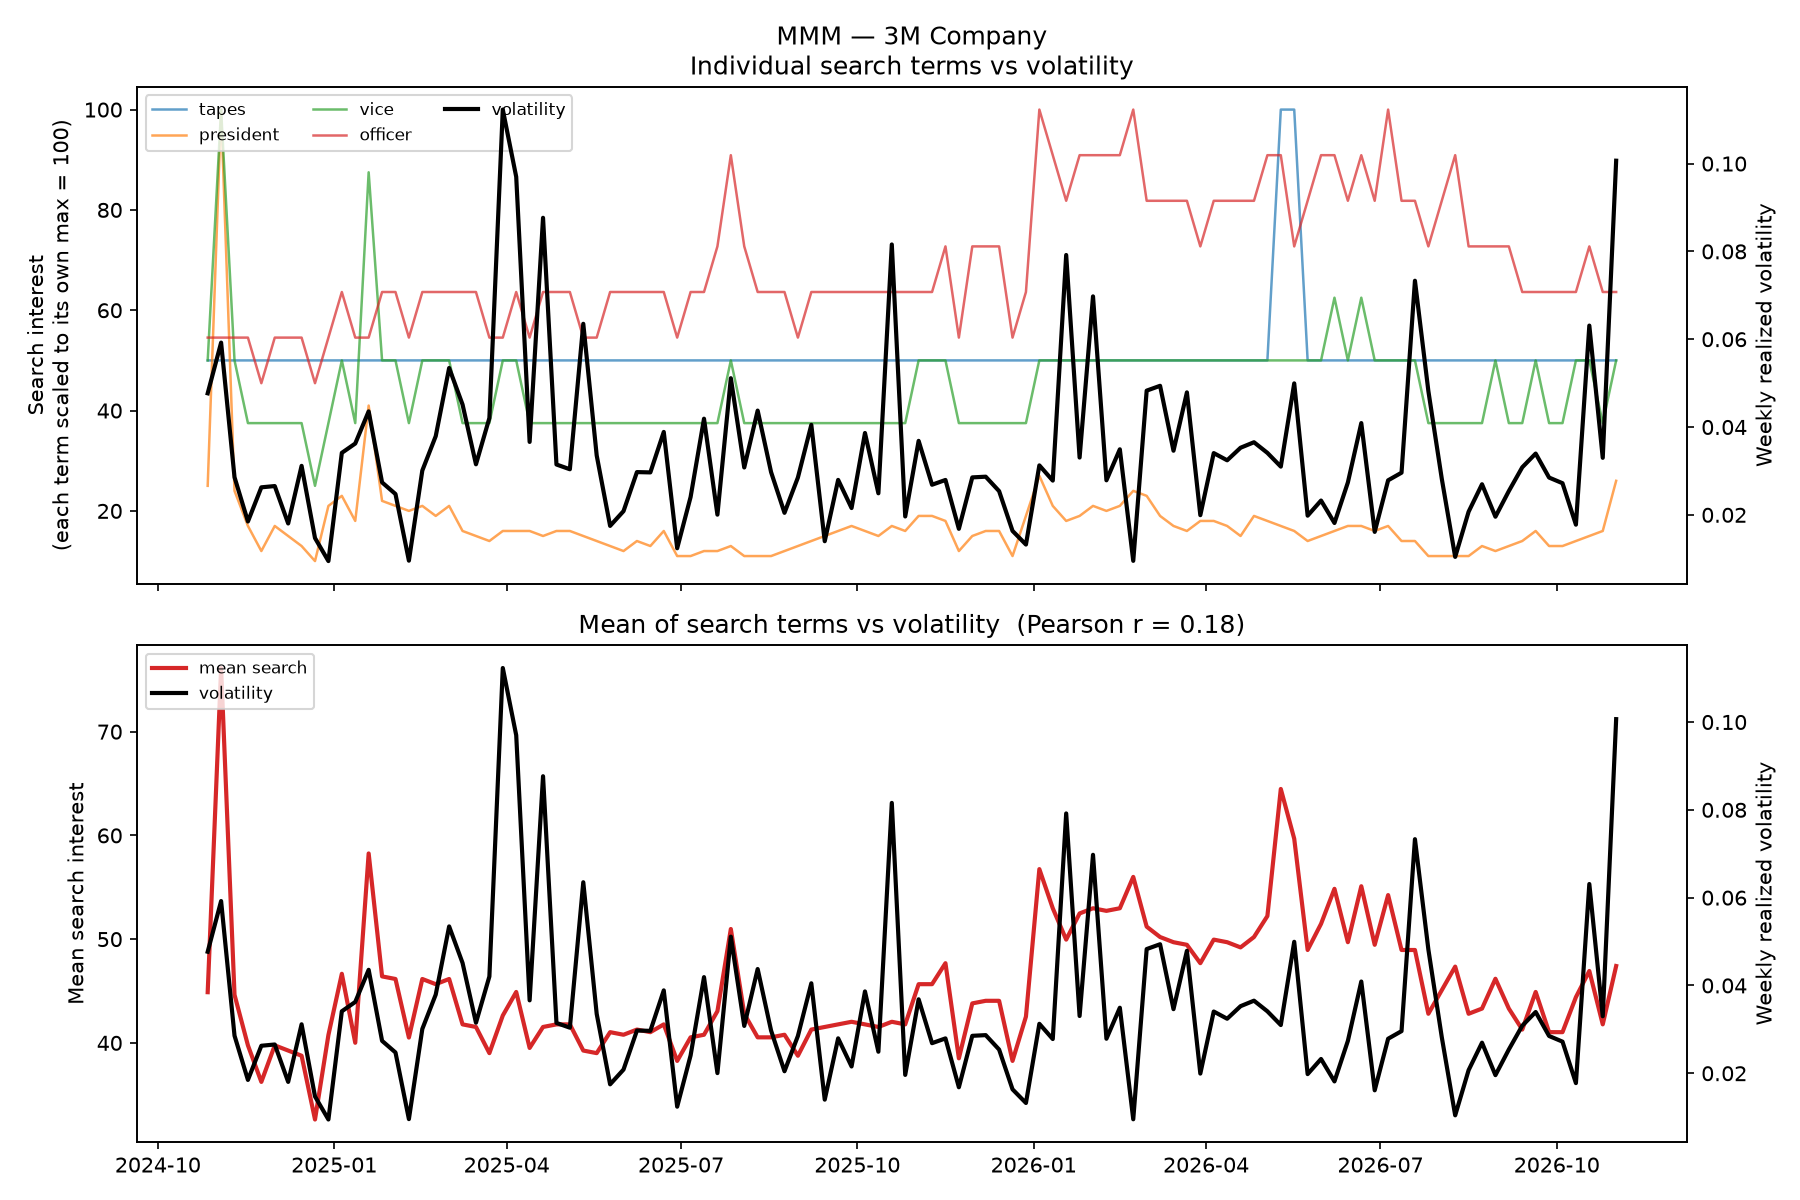 MMM — 3M Company
Individual search terms vs volatility
tapes
president
vice
officer
volatility
Search interest
(each term scaled to its own max = 100)
100
80
60
40
20
Weekly realized volatility
0.10
0.08
0.06
0.04
0.02
Mean of search terms vs volatility (Pearson r = 0.18)
mean search
volatility
Mean search interest
70
60
50
40
Weekly realized volatility
0.10
0.08
0.06
0.04
0.02
2024-10 2025-01 2025-04 2025-07 2025-10 2026-01 2026-04 2026-07 2026-10